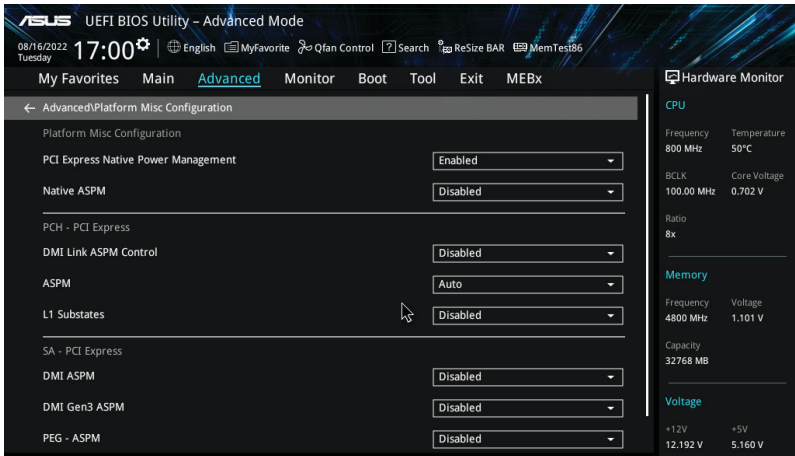 ASUS UEFI BIOS Utility – Advanced Mode
08/16/2022
Tuesday
17:00
English MyFavorite Qfan Control ? Search ReSize BAR MemTest86
My Favorites Main Advanced Monitor Boot Tool Exit MEBx
← Advanced\Platform Misc Configuration
Platform Misc Configuration
PCI Express Native Power Management Enabled
Native ASPM Disabled
PCH - PCI Express
DMI Link ASPM Control Disabled
ASPM Auto
L1 Substates Disabled
SA - PCI Express
DMI ASPM Disabled
DMI Gen3 ASPM Disabled
PEG - ASPM Disabled
Hardware Monitor
CPU
Frequency Temperature
800 MHz 50°C
BCLK Core Voltage
100.00 MHz 0.702 V
Ratio
8x
Memory
Frequency Voltage
4800 MHz 1.101 V
Capacity
32768 MB
Voltage
+12V +5V
12.192 V 5.160 V